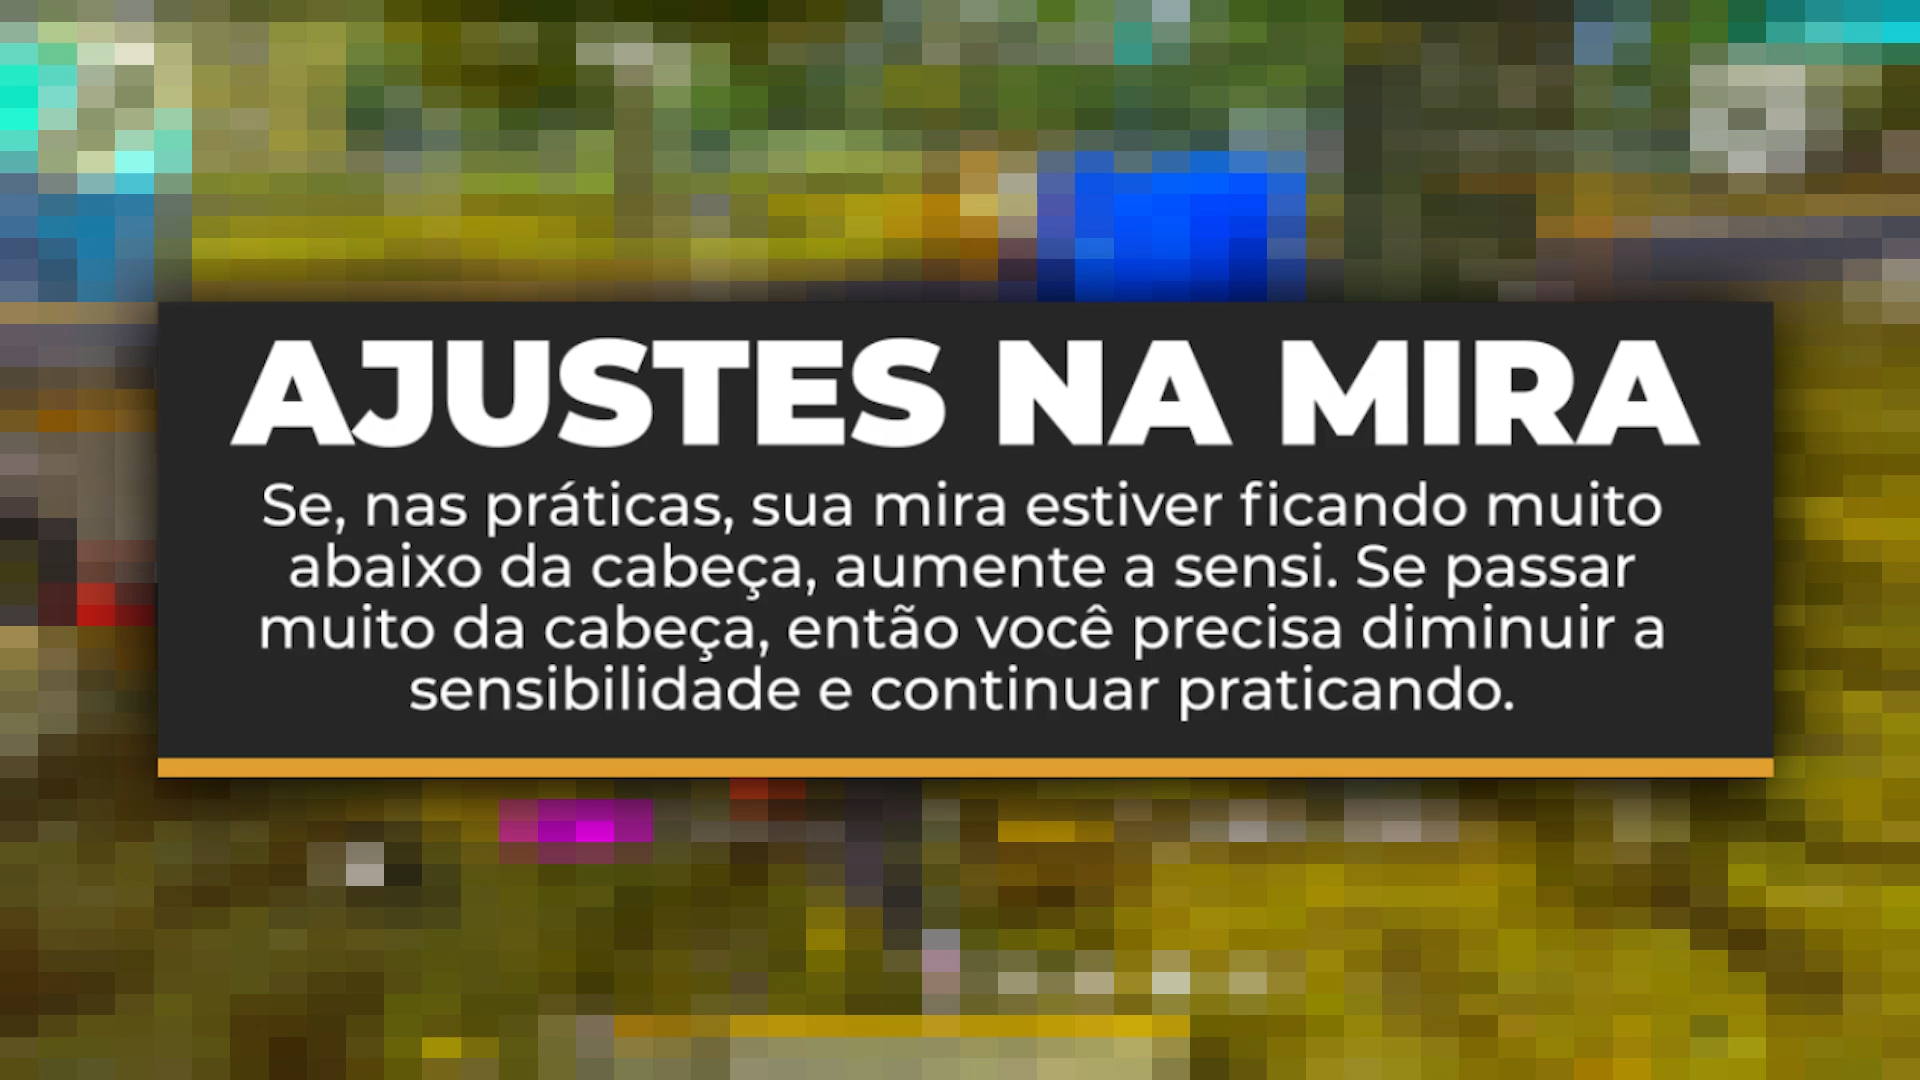 AJUSTES NA MIRA
Se, nas práticas, sua mira estiver ficando muito
abaixo da cabeça, aumente a sensi. Se passar
muito da cabeça, então você precisa diminuir a
sensibilidade e continuar praticando.